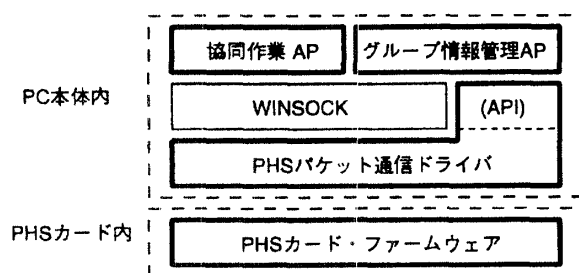 協同作業 AP
グループ情報管理AP
PC本体内
WINSOCK
(API)
PHSパケット通信ドライバ
PHSカード内
PHSカード・ファームウェア